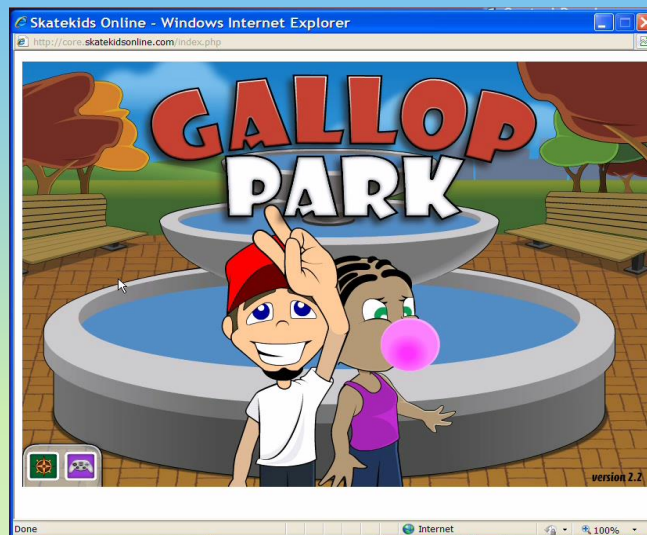 Skatekids Online - Windows Internet Explorer
http://core.skatekidsonline.com/index.php
GALLOP
PARK
version 2.2
Done
Internet
100%